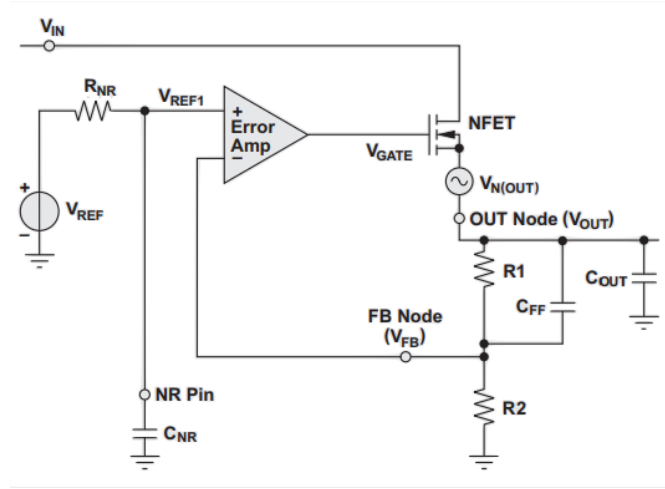 VIN
RNR
VREF1
+
Error
Amp
−
NFET
VGATE
VN(OUT)
+
VREF
−
OUT Node (VOUT)
R1
CFF
COUT
FB Node
(VFB)
NR Pin
CNR
R2